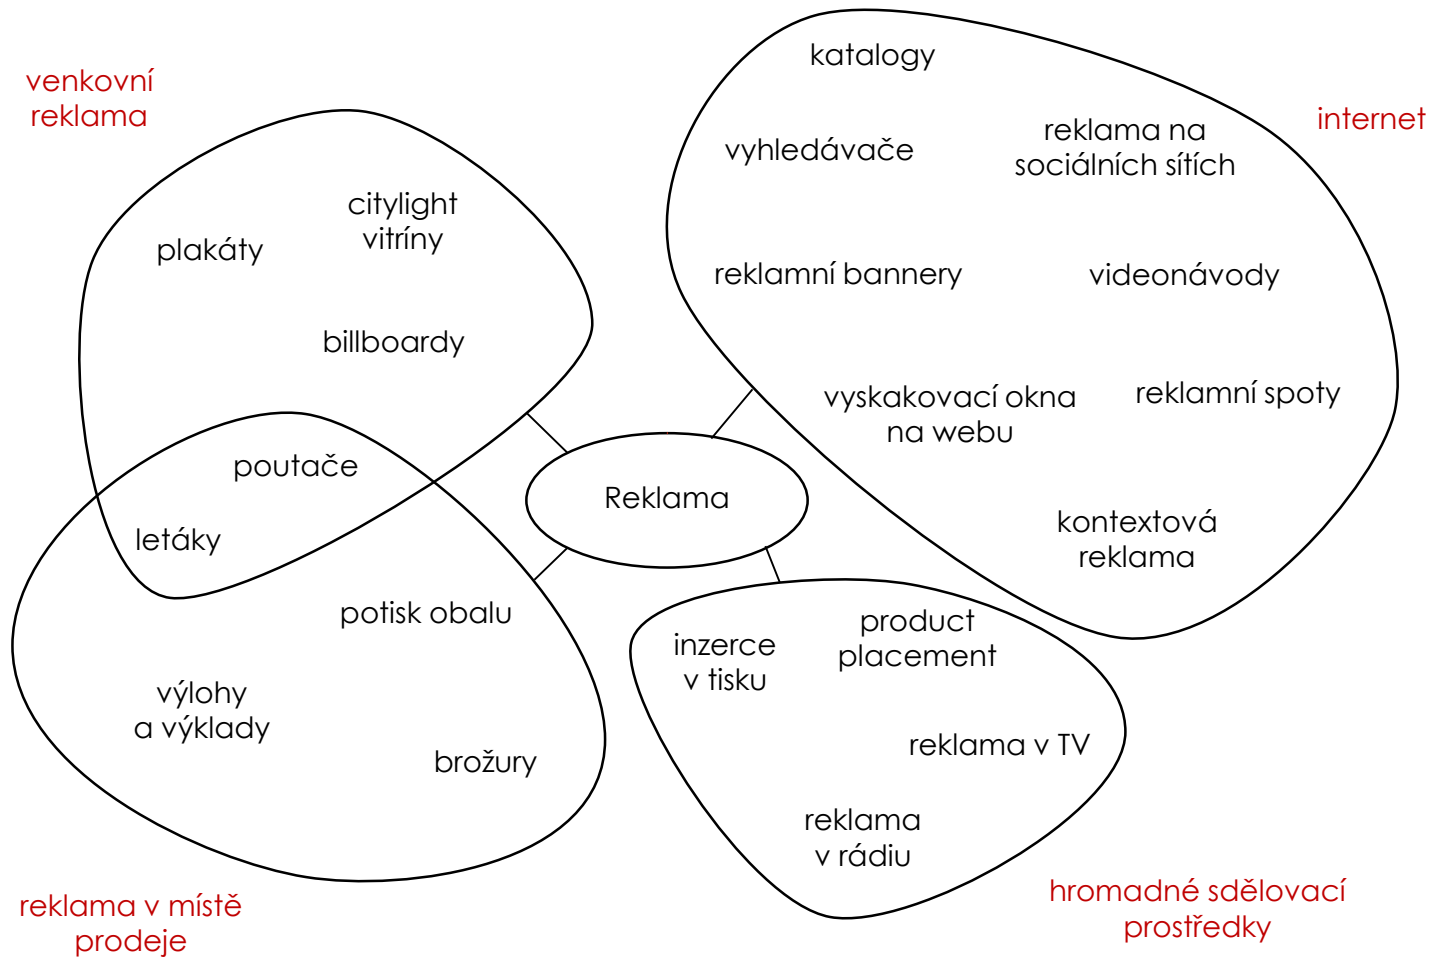 venkovní
reklama
plakáty
citylight
vitríny
billboardy
poutače
letáky
potisk obalu
výlohy
a výklady
brožury
reklama v místě
prodeje
Reklama
internet
katalogy
vyhledávače
reklama na
sociálních sítích
reklamní bannery
videonávody
vyskakovací okna
na webu
reklamní spoty
kontextová
reklama
inzerce
v tisku
product
placement
reklama v TV
reklama
v rádiu
hromadné sdělovací
prostředky